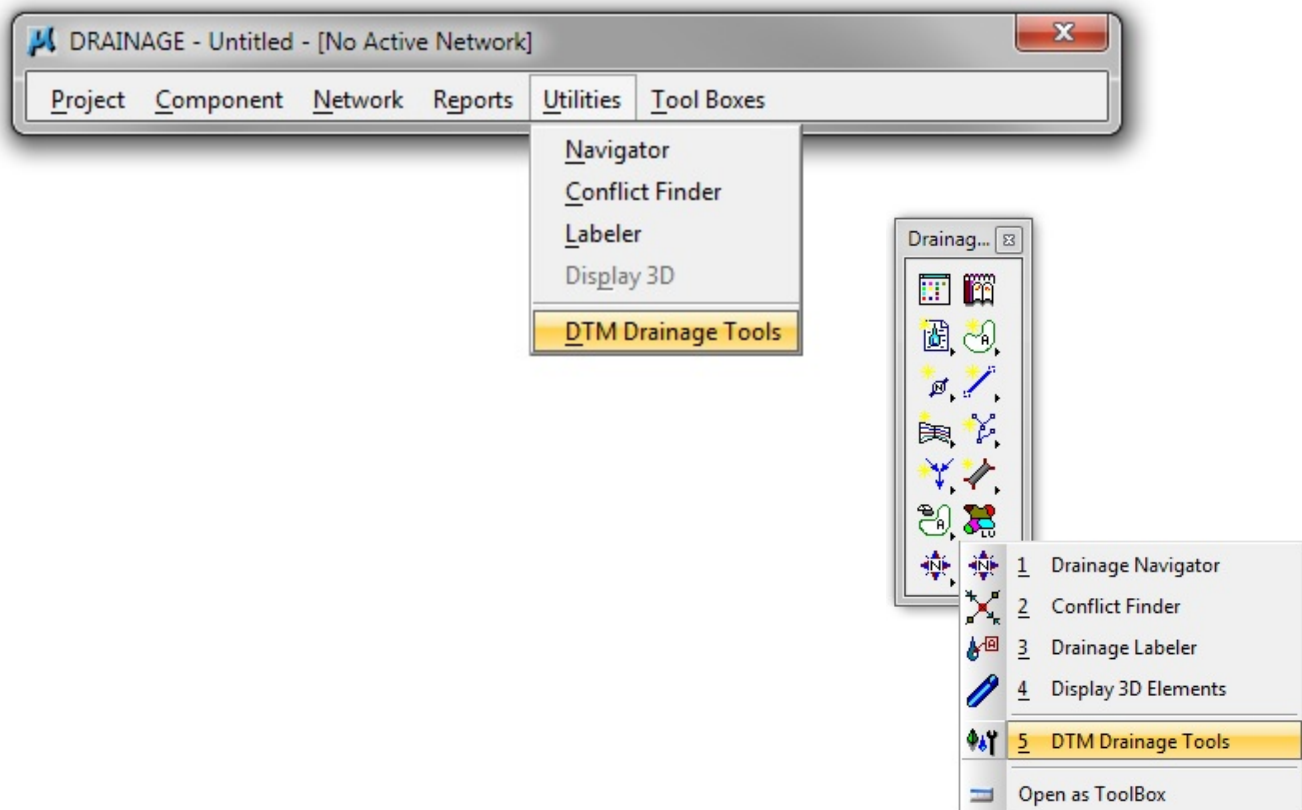 DRAINAGE - Untitled - [No Active Network]
Project Component Network Reports Utilities Tool Boxes
Navigator
Conflict Finder
Labeler
Display 3D
DTM Drainage Tools
Drainag...
1 Drainage Navigator
2 Conflict Finder
3 Drainage Labeler
4 Display 3D Elements
5 DTM Drainage Tools
Open as ToolBox